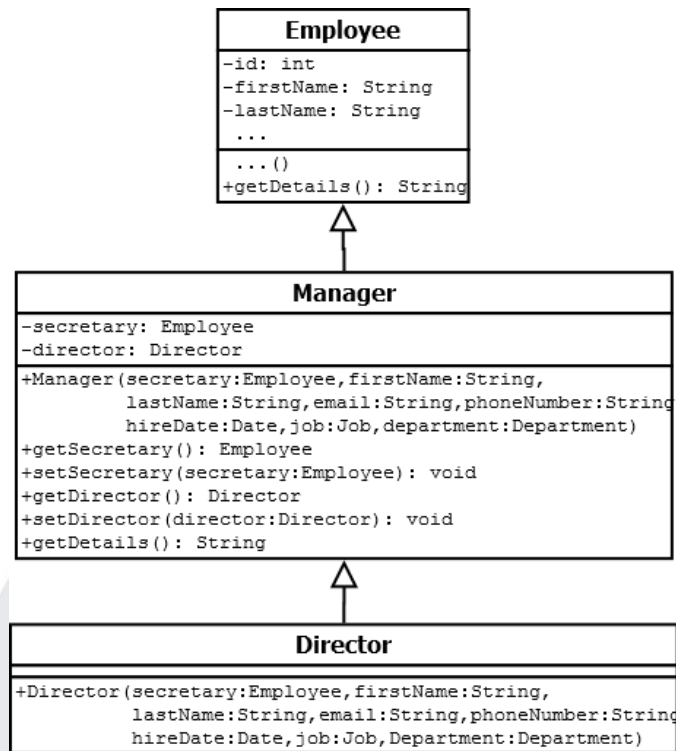 Employee
-id: int
-firstName: String
-lastName: String
...
...()
+getDetails(): String
Manager
-secretary: Employee
-director: Director
+Manager(secretary:Employee,firstName:String,
lastName:String,email:String,phoneNumber:String
hireDate:Date,job:Job,department:Department)
+getSecretary(): Employee
+setSecretary(secretary:Employee): void
+getDirector(): Director
+setDirector(director:Director): void
+getDetails(): String
Director
+Director(secretary:Employee,firstName:String,
lastName:String,email:String,phoneNumber:String
hireDate:Date,job:Job,Department:Department)